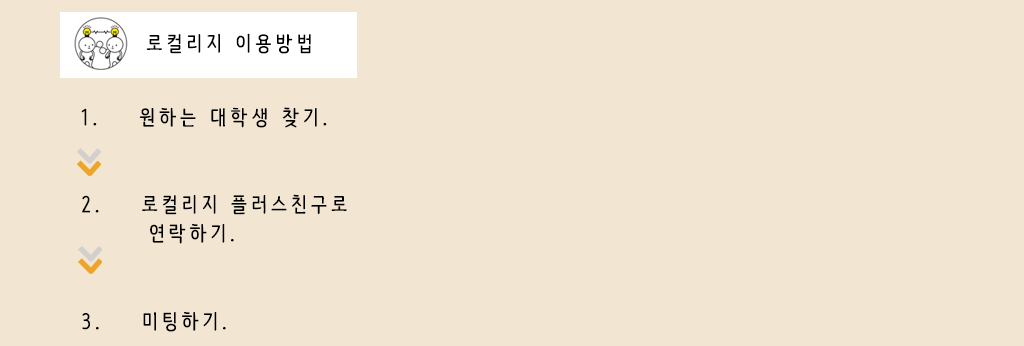 로컬리지 이용방법
1. 원하는 대학생 찾기.
2. 로컬리지 플러스친구로
연락하기.
3. 미팅하기.